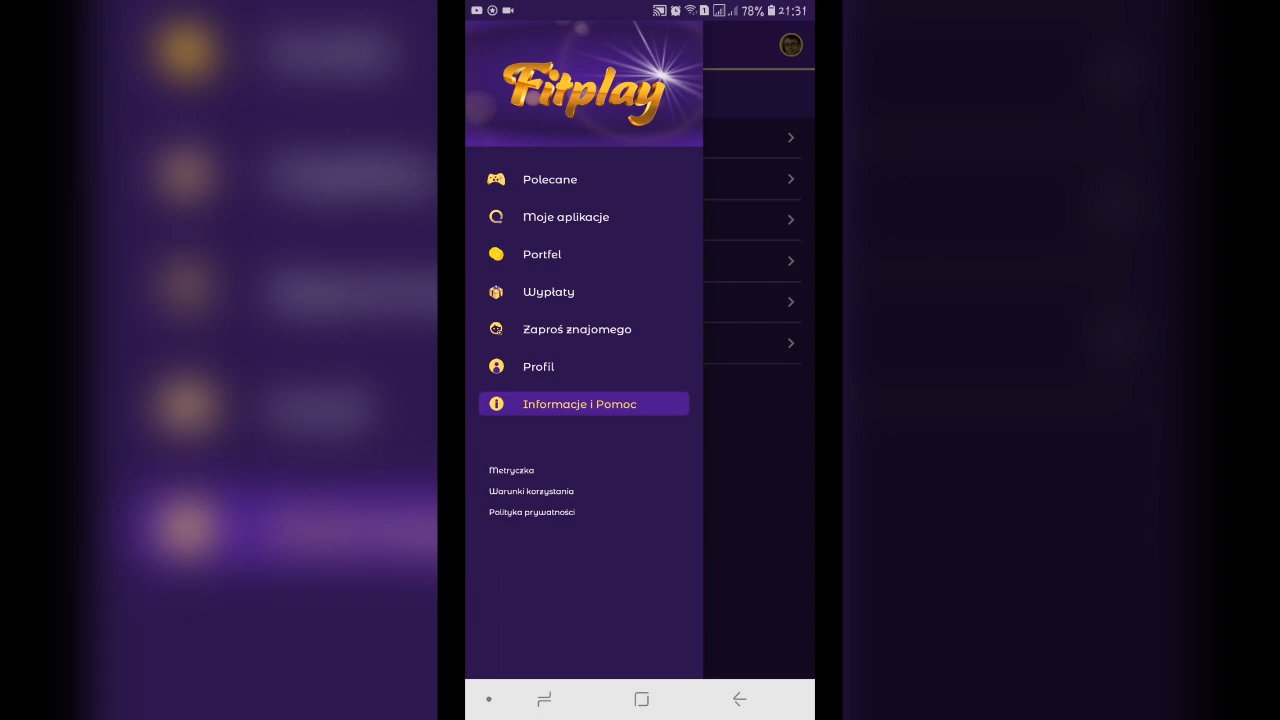 78% 21:31
Fitplay
Polecane
Moje aplikacje
Portfel
Wypłaty
Zaproś znajomego
Profil
Informacje i Pomoc
Metryczka
Warunki korzystania
Polityka prywatności